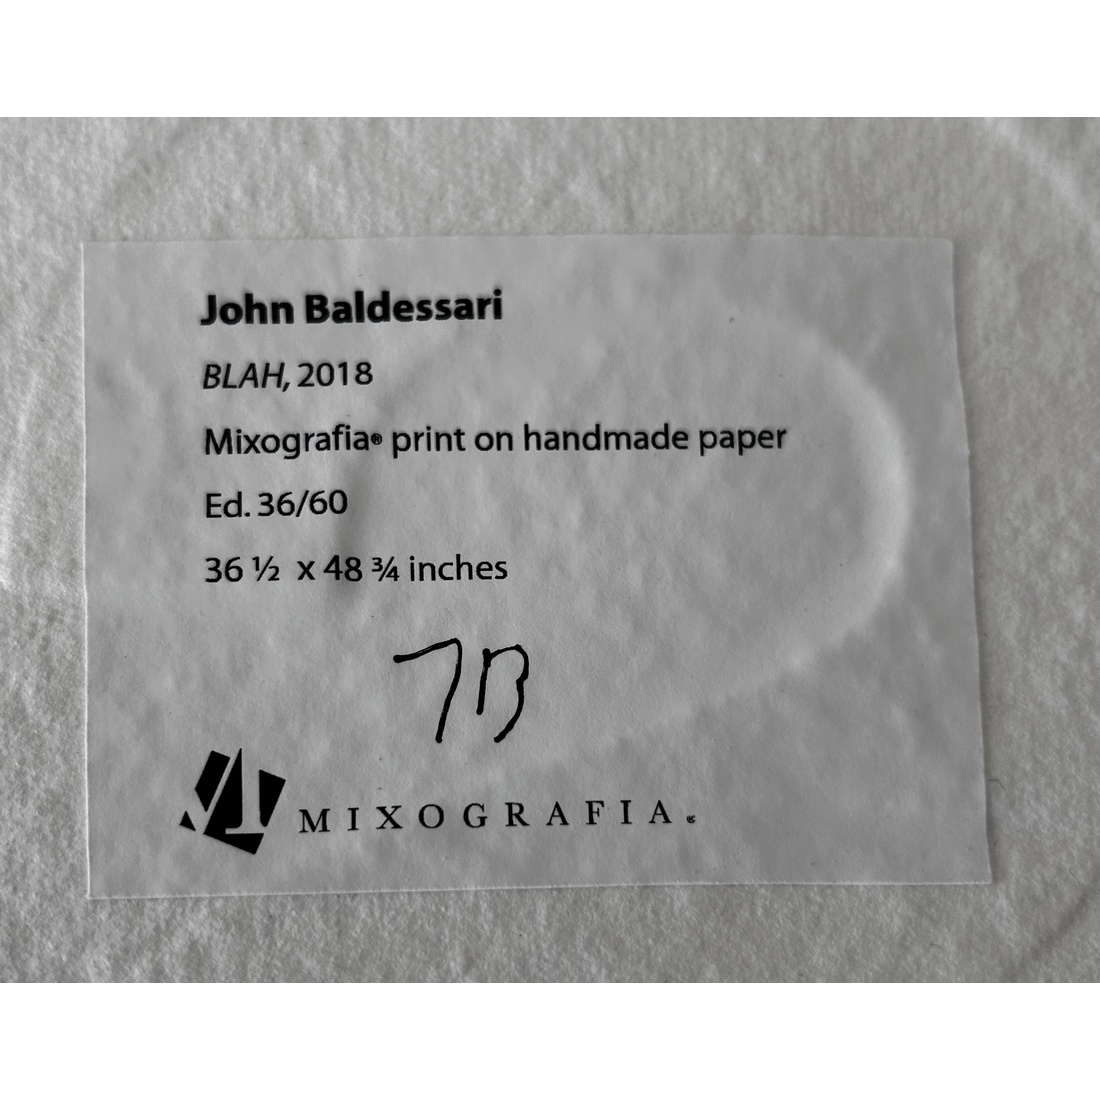 John Baldessari
BLAH, 2018
Mixografia® print on handmade paper
Ed. 36/60
36 ½ x 48 ¾ inches
MIXOGRAFIA®